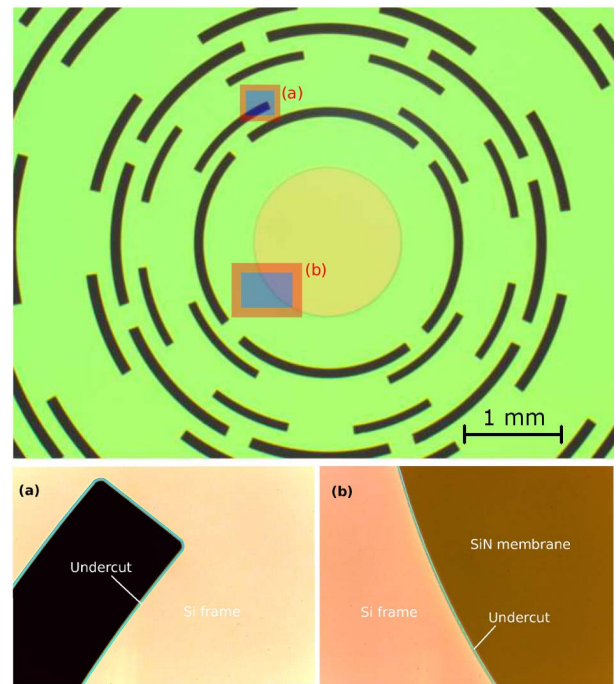 (a)
(b)
1 mm
(a)
Undercut
Si frame
(b)
SiN membrane
Si frame
Undercut